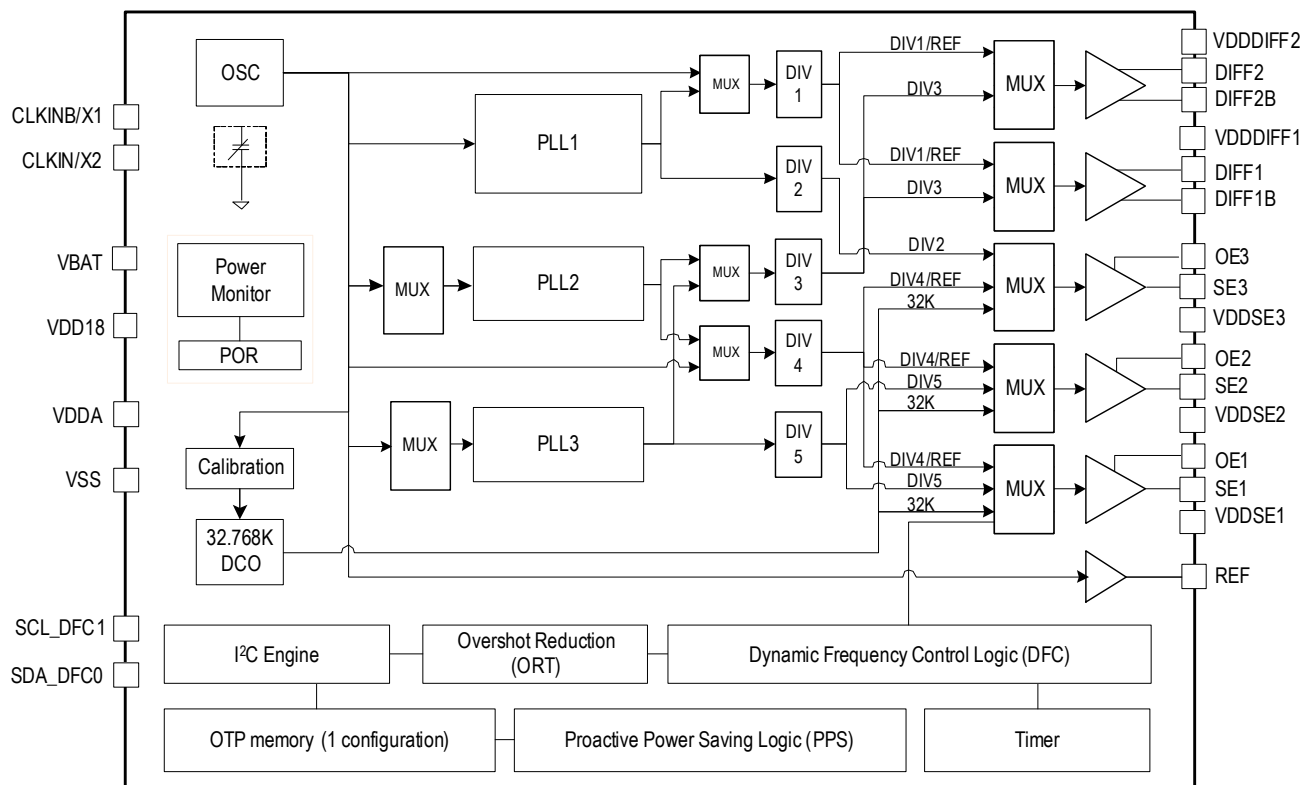 CLKINB/X1
CLKIN/X2
VBAT
VDD18
VDDA
VSS
SCL_DFC1
SDA_DFC0
OSC
Power
Monitor
POR
Calibration
32.768K
DCO
PLL1
MUX
PLL2
MUX
PLL3
MUX
MUX
MUX
DIV
1
DIV
2
DIV
3
DIV
4
DIV
5
DIV1/REF
DIV3
DIV1/REF
DIV3
DIV2
DIV4/REF
32K
DIV4/REF
DIV5
32K
DIV4/REF
DIV5
32K
MUX
MUX
MUX
MUX
MUX
VDDDIFF2
DIFF2
DIFF2B
VDDDIFF1
DIFF1
DIFF1B
OE3
SE3
VDDSE3
OE2
SE2
VDDSE2
OE1
SE1
VDDSE1
REF
I²C Engine
Overshot Reduction
(ORT)
Dynamic Frequency Control Logic (DFC)
OTP memory (1 configuration)
Proactive Power Saving Logic (PPS)
Timer